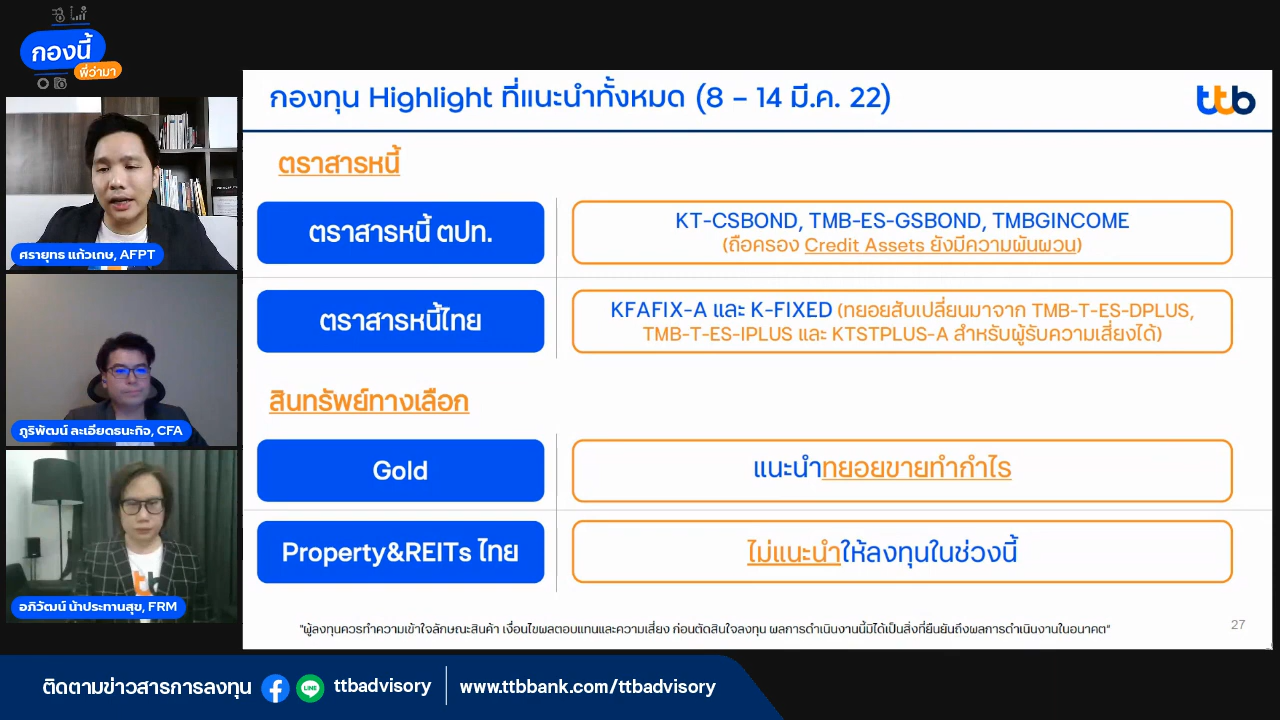 กองนี้
พี่ว่ามา
กองทุน Highlight ที่แนะนำทั้งหมด (8 – 14 มี.ค. 22)
ttb
ตราสารหนี้
ตราสารหนี้ ตปท.
KT-CSBOND, TMB-ES-GSBOND, TMBGINCOME
(ถือครอง Credit Assets ยังมีความผันผวน)
ตราสารหนี้ไทย
KFAFIX-A และ K-FIXED (ทยอยสับเปลี่ยนมาจาก TMB-T-ES-DPLUS,
TMB-T-ES-IPLUS และ KTSTPLUS-A สำหรับผู้รับความเสี่ยงได้)
สินทรัพย์ทางเลือก
Gold
แนะนำทยอยขายทำกำไร
Property&REITs ไทย
ไม่แนะนำให้ลงทุนในช่วงนี้
"ผู้ลงทุนควรทำความเข้าใจลักษณะสินค้า เงื่อนไขผลตอบแทนและความเสี่ยง ก่อนตัดสินใจลงทุน ผลการดำเนินงานนี้มิได้เป็นสิ่งที่ยืนยันถึงผลการดำเนินงานในอนาคต"
27
ศรายุทธ แก้วเกษ, AFPT
ภูริพัฒน์ ละเอียดธนะกิจ, CFA
อภิวัฒน์ น้าประทานสุข, FRM
ติดตามข่าวสารการลงทุน LINE ttbadvisory www.ttbbank.com/ttbadvisory